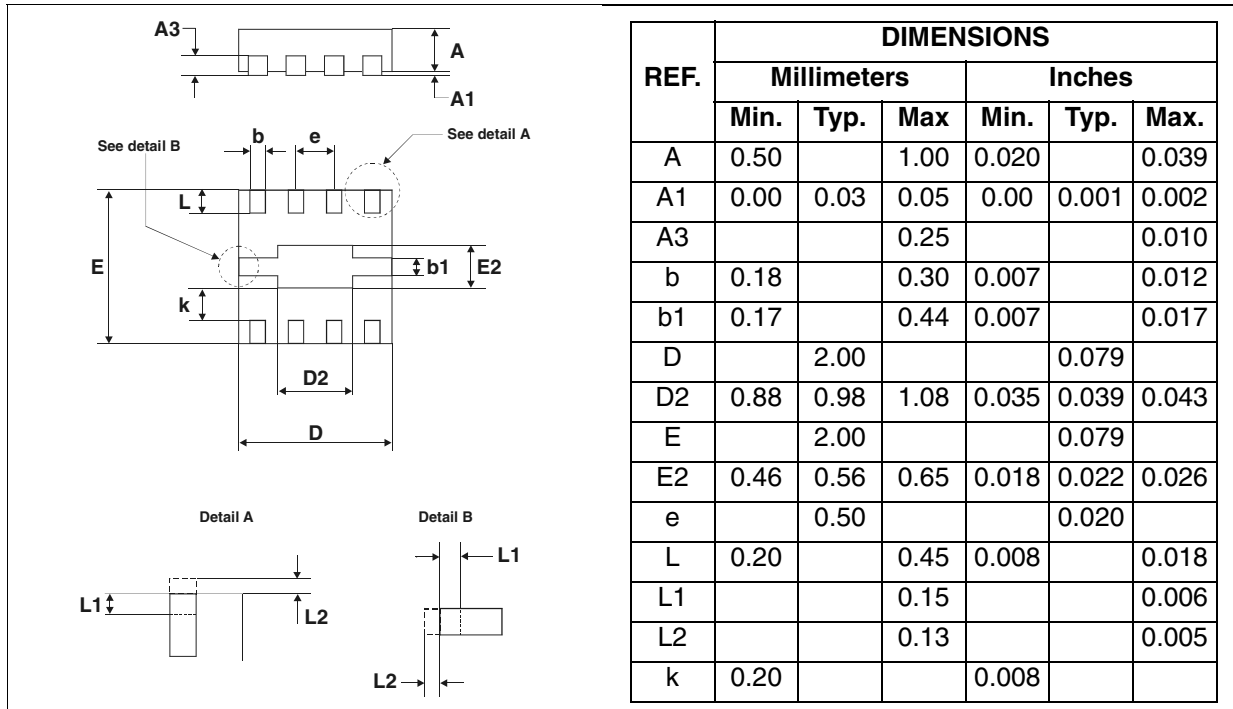 A3
A
A1
See detail B
b
e
See detail A
L
E
b1
E2
k
D2
D
Detail A
Detail B
L1
L1
L2
L2
REF.
DIMENSIONS
Millimeters Inches
Min. Typ. Max Min. Typ. Max.
A 0.50 1.00 0.020 0.039
A1 0.00 0.03 0.05 0.00 0.001 0.002
A3 0.25 0.010
b 0.18 0.30 0.007 0.012
b1 0.17 0.44 0.007 0.017
D 2.00 0.079
D2 0.88 0.98 1.08 0.035 0.039 0.043
E 2.00 0.079
E2 0.46 0.56 0.65 0.018 0.022 0.026
e 0.50 0.020
L 0.20 0.45 0.008 0.018
L1 0.15 0.006
L2 0.13 0.005
k 0.20 0.008